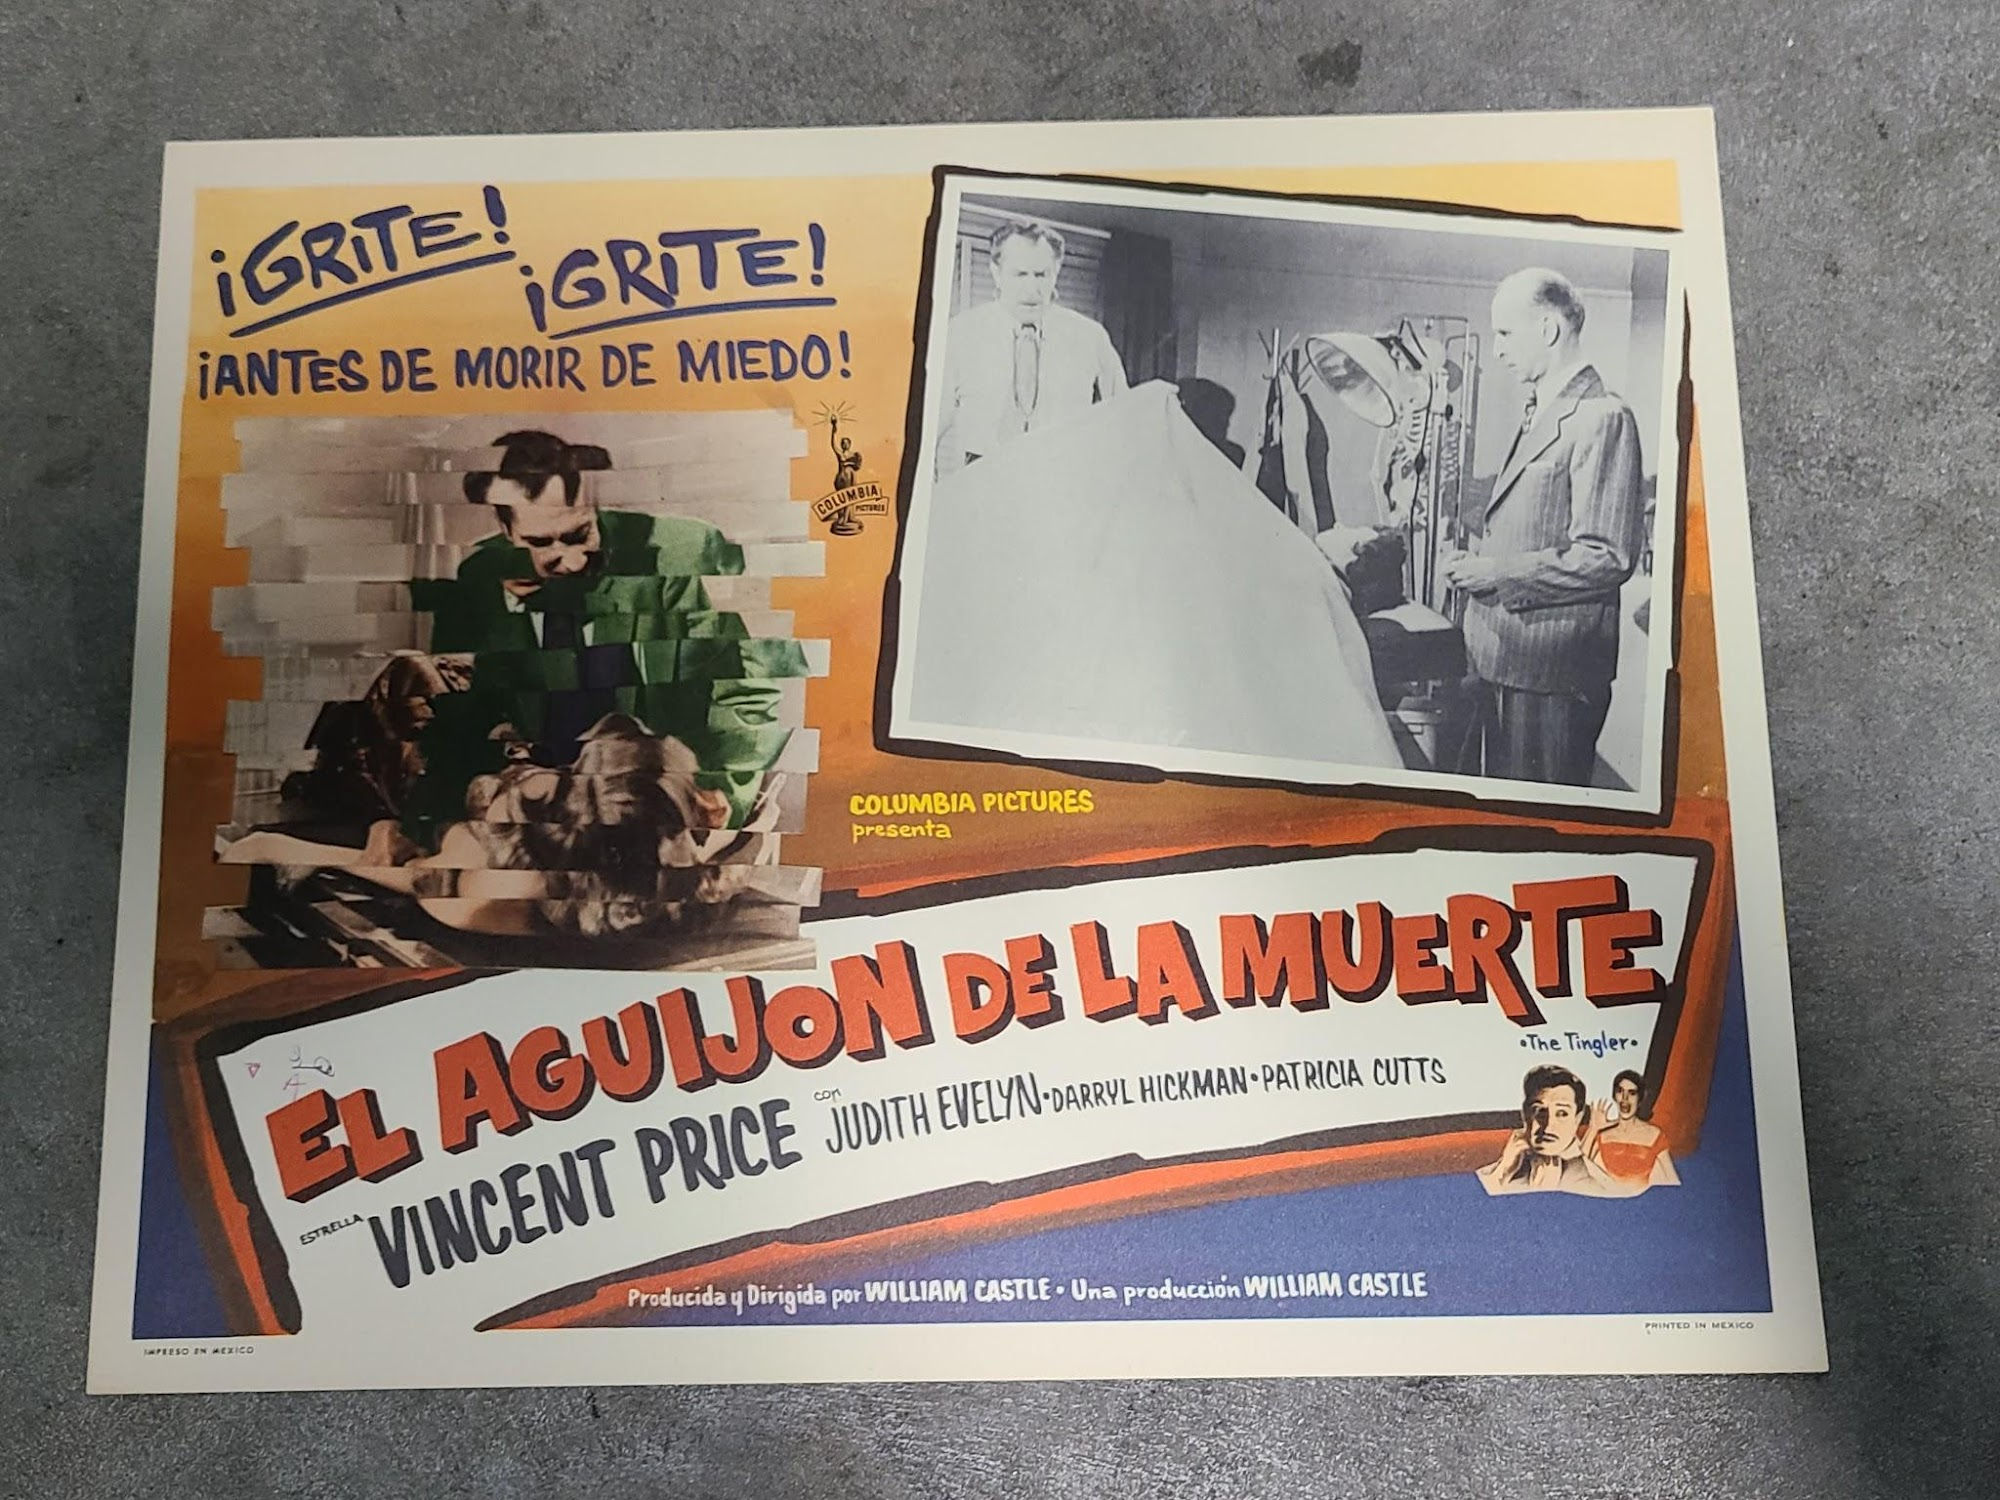 ¡GRITE!
¡GRITE!
¡ANTES DE MORIR DE MIEDO!
COLUMBIA
PICTURES
COLUMBIA PICTURES
presenta
EL AGUIJON DE LA MUERTE
•The Tingler•
ESTRELLA VINCENT PRICE con JUDITH EVELYN•DARRYL HICKMAN•PATRICIA CUTTS
Producida y Dirigida por WILLIAM CASTLE • Una producción WILLIAM CASTLE
IMPRESO EN MEXICO
PRINTED IN MEXICO